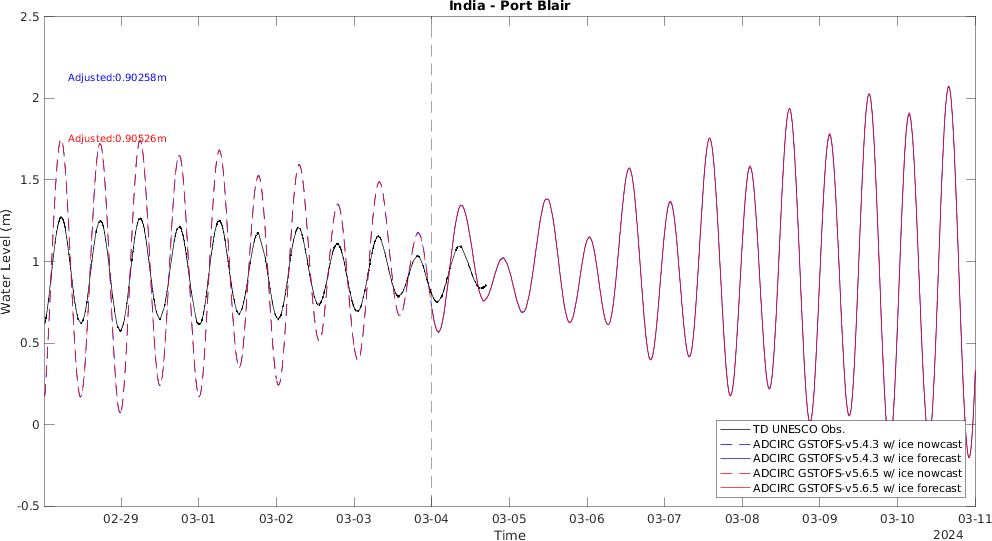 India - Port Blair
2.5
2
1.5
1
0.5
0
-0.5
Water Level (m)
Adjusted:0.90258m
Adjusted:0.90526m
TD UNESCO Obs.
ADCIRC GSTOFS-v5.4.3 w/ ice nowcast
ADCIRC GSTOFS-v5.4.3 w/ ice forecast
ADCIRC GSTOFS-v5.6.5 w/ ice nowcast
ADCIRC GSTOFS-v5.6.5 w/ ice forecast
02-29 03-01 03-02 03-03 03-04 03-05 03-06 03-07 03-08 03-09 03-10 03-11
Time
2024